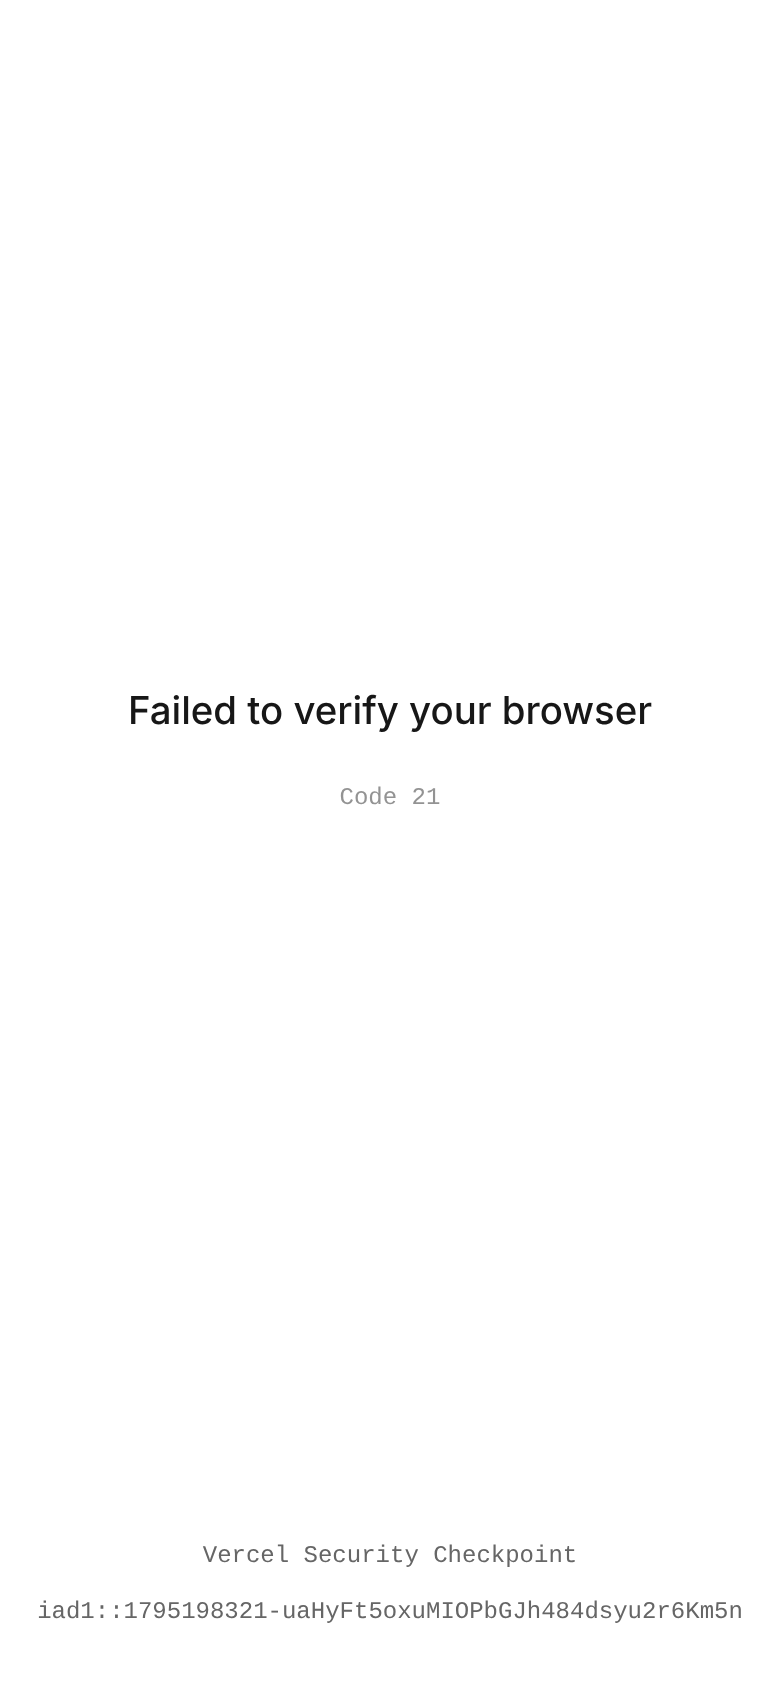 Failed to verify your browser
Code 21
Vercel Security Checkpoint
iad1::1795198321-uaHyFt5oxuMIOPbGJh484dsyu2r6Km5n